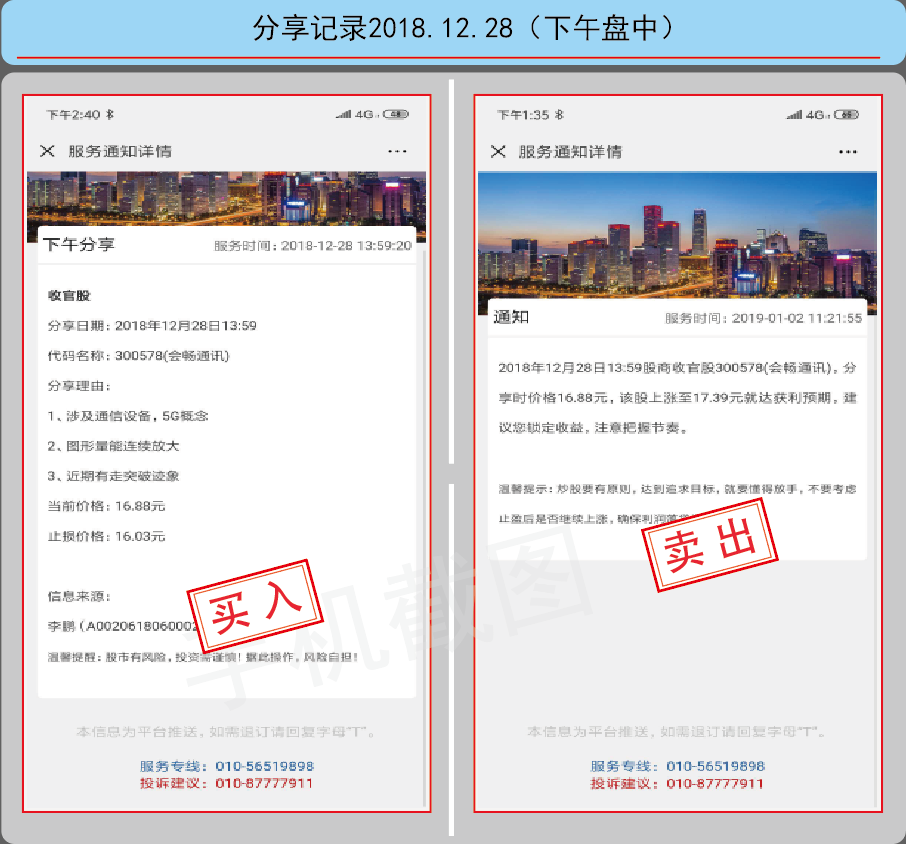 分享记录2018.12.28（下午盘中）
下午2:40
4G
48
服务通知详情
下午分享
服务时间：2018-12-28 13:59:20
收官股
分享日期：2018年12月28日13:59
代码名称：300578(会畅通讯)
分享理由：
1、涉及通信设备，5G概念
2、图形量能连续放大
3、近期有走突破迹象
当前价格：16.88元
止损价格：16.03元
信息来源：
李鹏（A0020618060002
温馨提醒：股市有风险，投资需谨慎！据此操作，风险自担！
买入
本信息为平台推送，如需退订请回复字母“T”。
服务专线：010-56519898
投诉建议：010-87777911
下午1:35
4G
服务通知详情
通知
服务时间：2019-01-02 11:21:55
2018年12月28日13:59股商收官股300578(会畅通讯)，分
享时价格16.88元，该股上涨至17.39元就达获利预期，建
议您锁定收益，注意把握节奏。
温馨提示：炒股要有原则，达到追求目标，就要懂得放手，不要考虑
止盈后是否继续上涨，确保利润落袋
卖出
本信息为平台推送，如需退订请回复字母“T”。
服务专线：010-56519898
投诉建议：010-87777911
手机截图